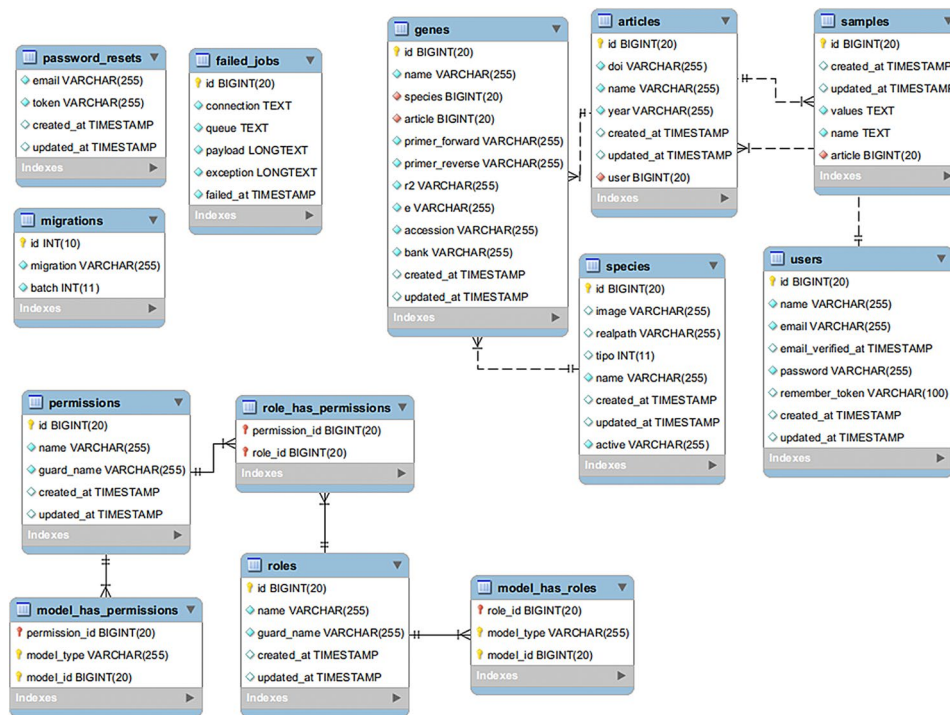 password_resets
email VARCHAR(255)
token VARCHAR(255)
created_at TIMESTAMP
updated_at TIMESTAMP
Indexes
failed_jobs
id BIGINT(20)
connection TEXT
queue TEXT
payload LONGTEXT
exception LONGTEXT
failed_at TIMESTAMP
Indexes
genes
id BIGINT(20)
name VARCHAR(255)
species BIGINT(20)
article BIGINT(20)
primer_forward VARCHAR(255)
primer_reverse VARCHAR(255)
r2 VARCHAR(255)
e VARCHAR(255)
accession VARCHAR(255)
bank VARCHAR(255)
created_at TIMESTAMP
updated_at TIMESTAMP
Indexes
articles
id BIGINT(20)
doi VARCHAR(255)
name VARCHAR(255)
year VARCHAR(255)
created_at TIMESTAMP
updated_at TIMESTAMP
user BIGINT(20)
Indexes
samples
id BIGINT(20)
created_at TIMESTAMP
updated_at TIMESTAMP
values TEXT
name TEXT
article BIGINT(20)
Indexes
migrations
id INT(10)
migration VARCHAR(255)
batch INT(11)
Indexes
species
id BIGINT(20)
image VARCHAR(255)
realpath VARCHAR(255)
tipo INT(11)
name VARCHAR(255)
created_at TIMESTAMP
updated_at TIMESTAMP
active VARCHAR(255)
Indexes
users
id BIGINT(20)
name VARCHAR(255)
email VARCHAR(255)
email_verified_at TIMESTAMP
password VARCHAR(255)
remember_token VARCHAR(100)
created_at TIMESTAMP
updated_at TIMESTAMP
Indexes
permissions
id BIGINT(20)
name VARCHAR(255)
guard_name VARCHAR(255)
created_at TIMESTAMP
updated_at TIMESTAMP
Indexes
role_has_permissions
permission_id BIGINT(20)
role_id BIGINT(20)
Indexes
model_has_permissions
permission_id BIGINT(20)
model_type VARCHAR(255)
model_id BIGINT(20)
Indexes
roles
id BIGINT(20)
name VARCHAR(255)
guard_name VARCHAR(255)
created_at TIMESTAMP
updated_at TIMESTAMP
Indexes
model_has_roles
role_id BIGINT(20)
model_type VARCHAR(255)
model_id BIGINT(20)
Indexes